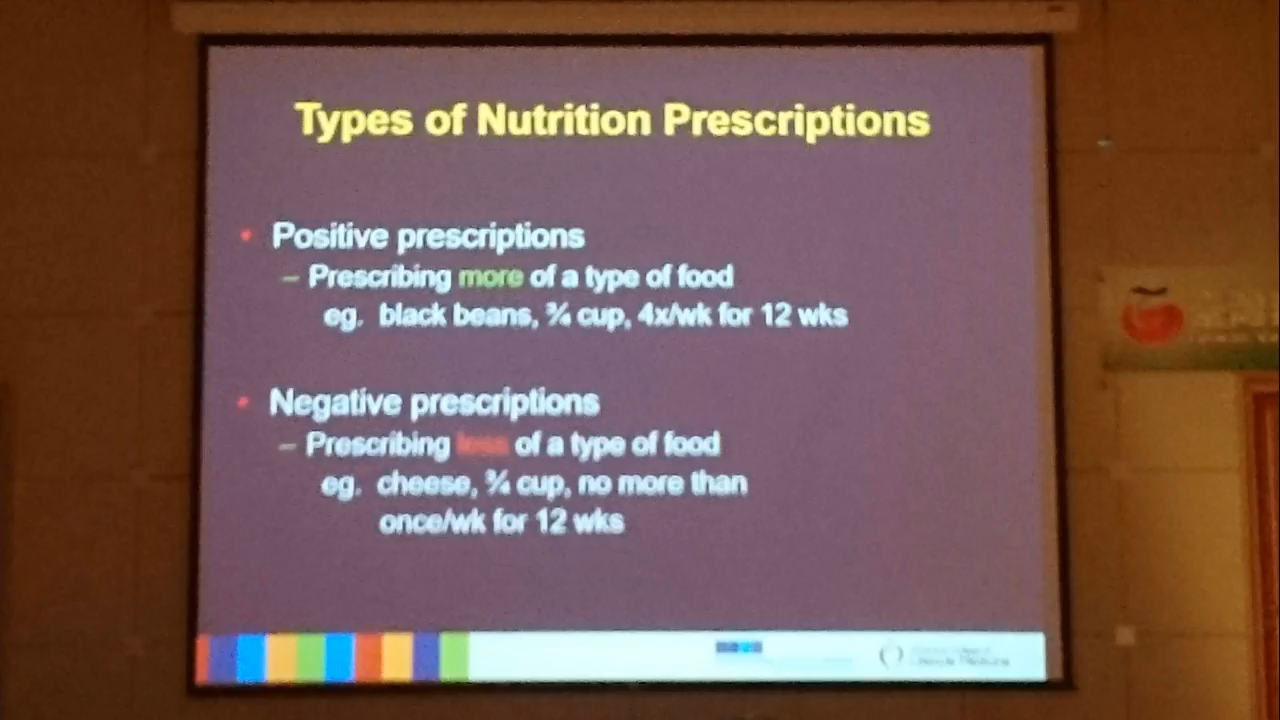 Types of Nutrition Prescriptions
• Positive prescriptions
– Prescribing more of a type of food
eg. black beans, ¾ cup, 4x/wk for 12 wks
• Negative prescriptions
– Prescribing less of a type of food
eg. cheese, ¾ cup, no more than
once/wk for 12 wks
Lifestyle Medicine